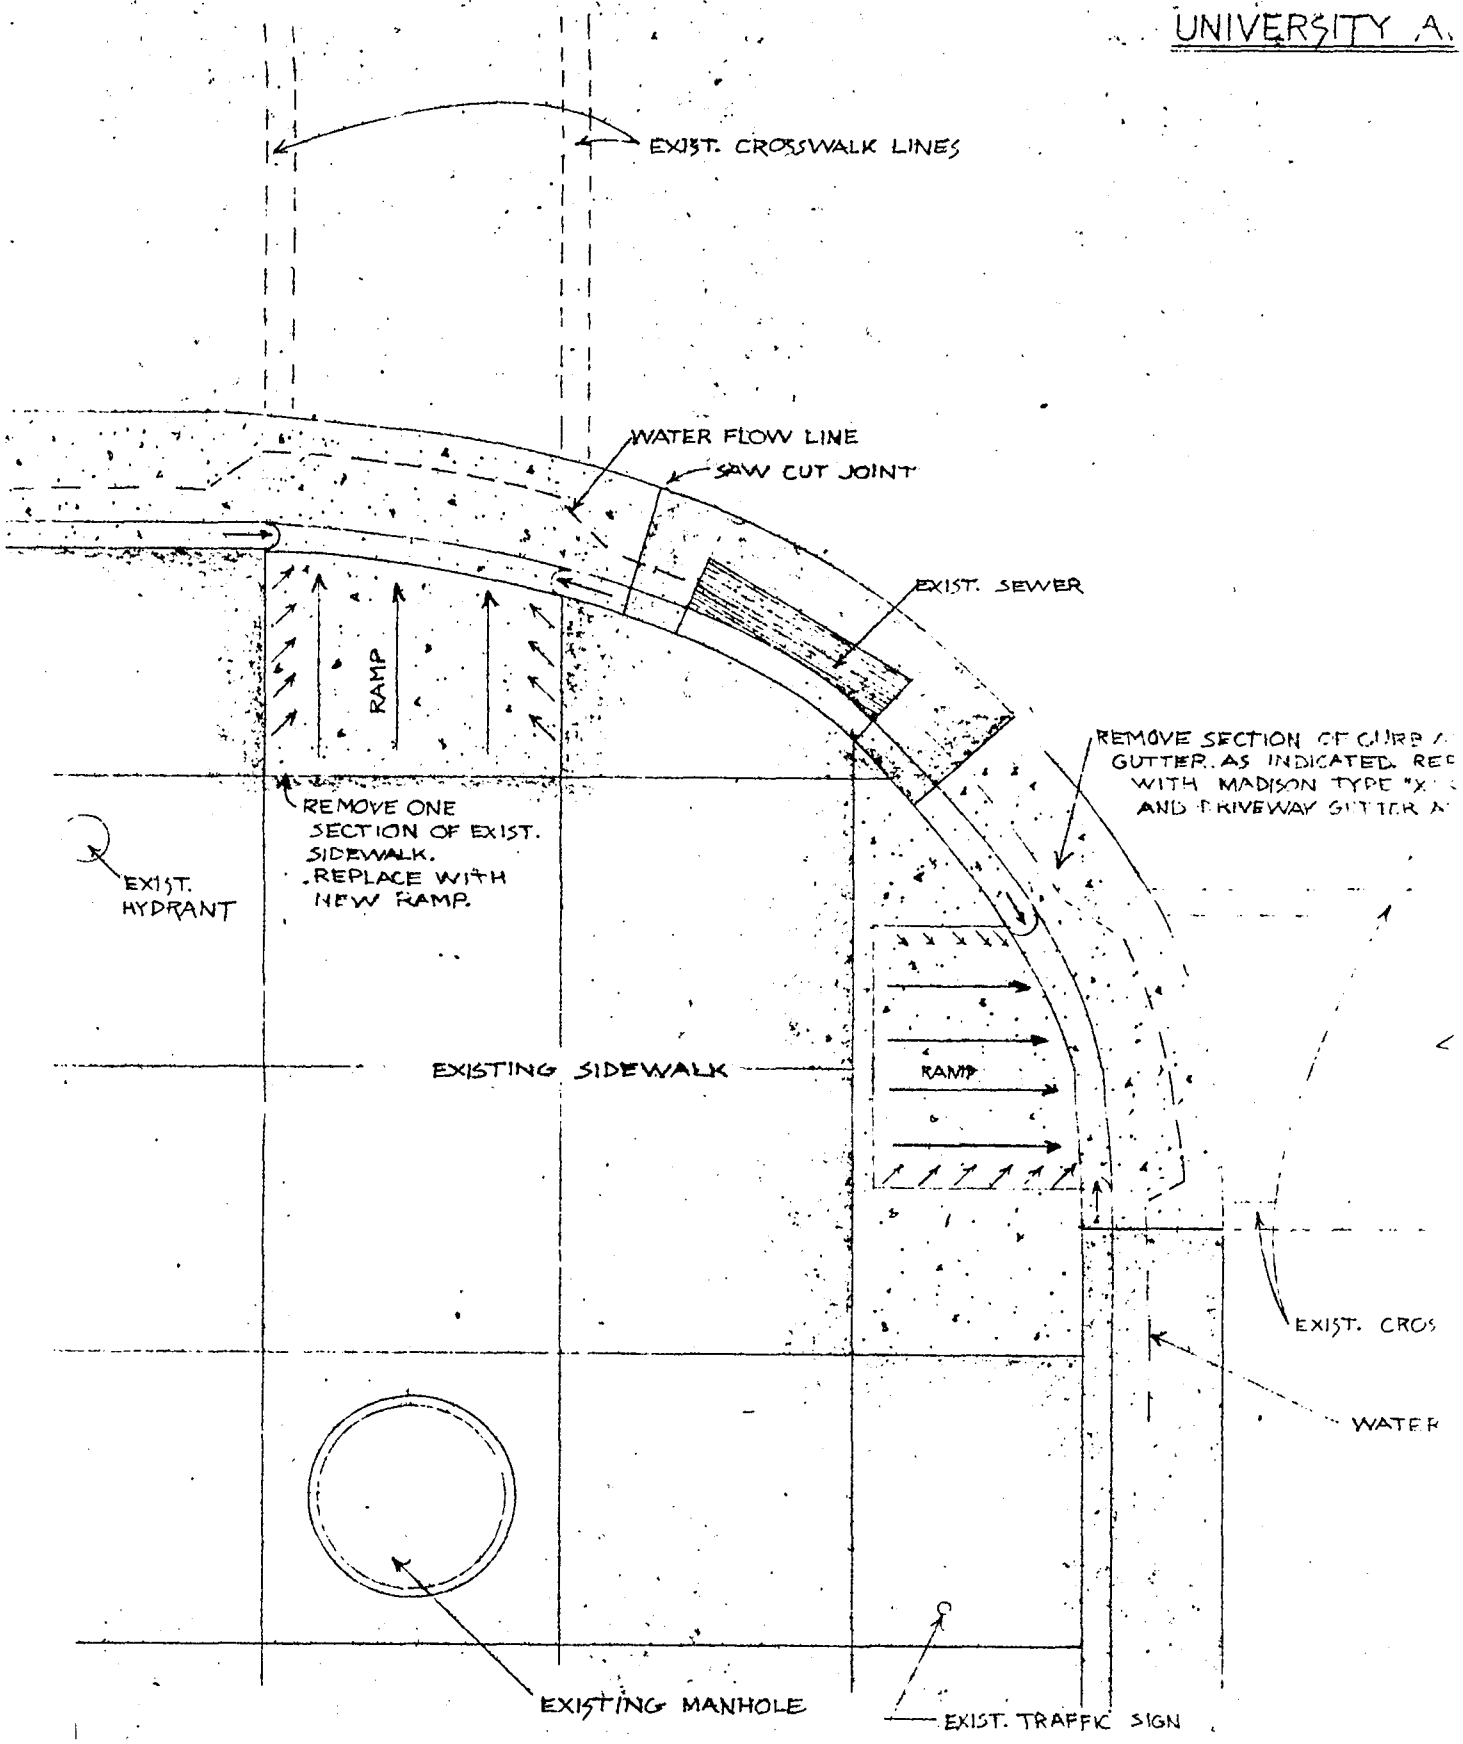 UNIVERSITY A.
EXIST. CROSSWALK LINES
WATER FLOW LINE
SAW CUT JOINT
EXIST. SEWER
RAMP
REMOVE SECTION OF CURB
GUTTER. AS INDICATED. REP
WITH MADISON TYPE "X"
AND DRIVEWAY GUTTER
REMOVE ONE
SECTION OF EXIST.
SIDEWALK.
REPLACE WITH
NEW RAMP.
EXIST.
HYDRANT
EXISTING SIDEWALK
RAMP
EXIST. CROS
WATER
EXISTING MANHOLE
EXIST. TRAFFIC SIGN